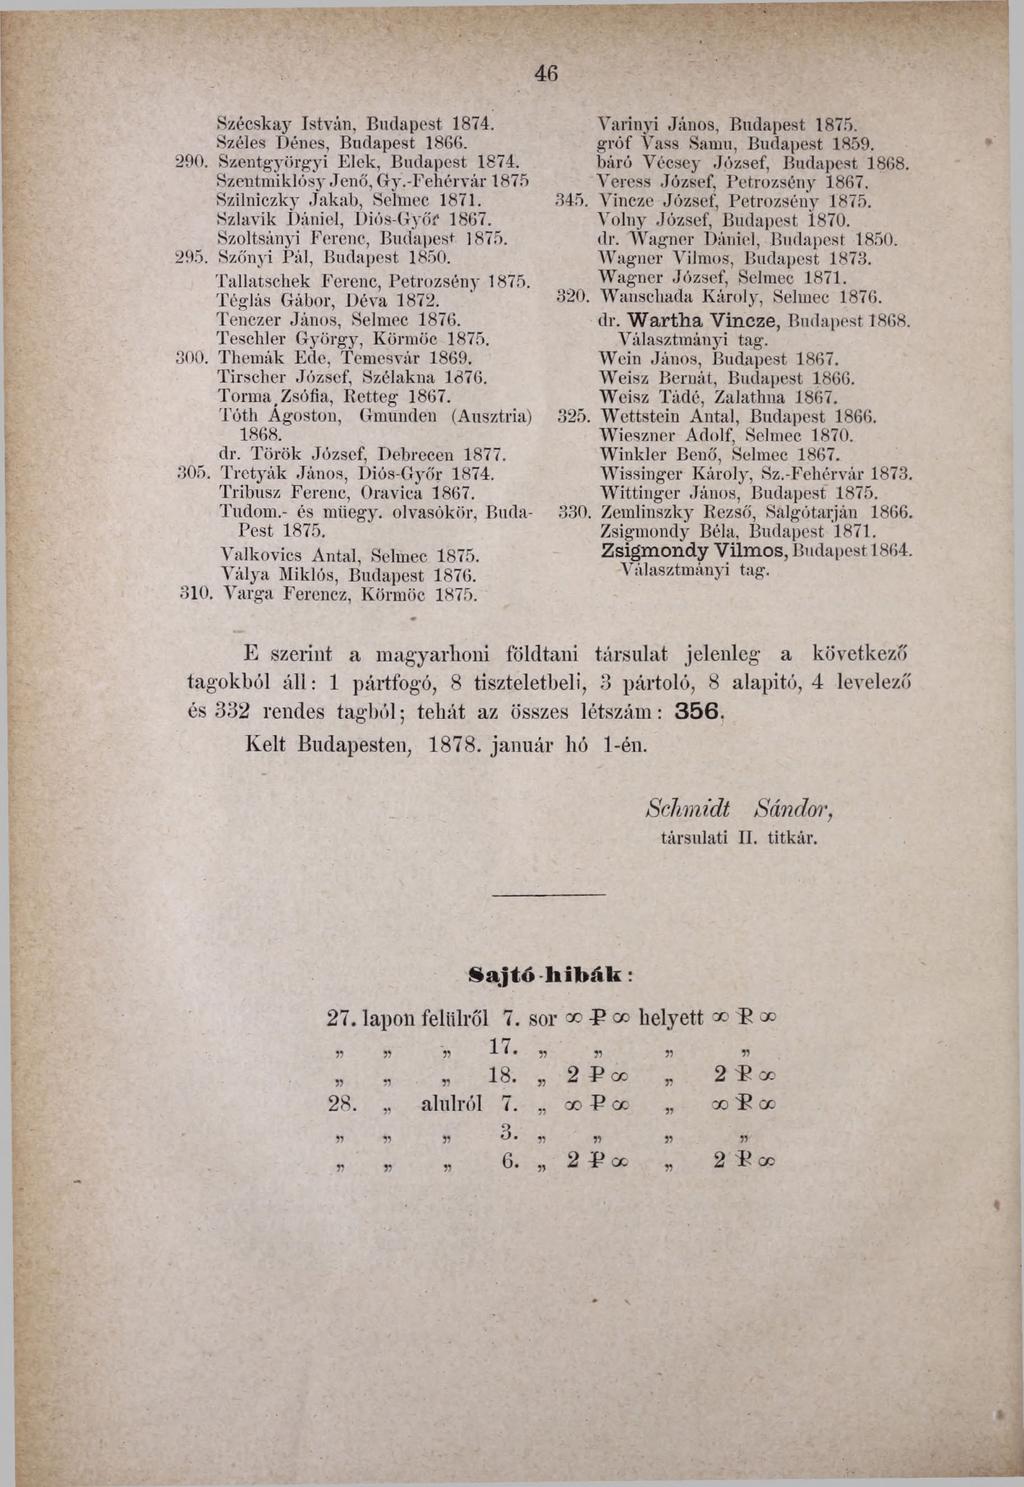 46
Szécskay István, Budapest 1874.
Széles Dénes, Budapest 1866.
290. Szentgyörgyi Elek, Budapest 1874.
Szentmiklósy Jenő, Gy.-Fehérvár 1875
Szilniczky Jakab, Selmec 1871.
Szlavik Dániel, Diós-Győr 1867.
Szoltsányi Ferenc, Budapest 1875.
295. Szőnyi Pál, Budapest 1850.
Tallatschek Ferenc, Petrozsény 1875.
Téglás Gábor, Déva 1872.
Tenczer János, Selmec 1876.
Teschler György, Körmöc 1875.
300. Themák Ede, Temesvár 1869.
Tirscher József, Szélakna 1876.
Torma Zsófia, Retteg 1867.
Tóth Ágoston, Gmunden (Ausztria)
1868.
dr. Török József, Debrecen 1877.
305. Tretyák János, Diós-Győr 1874.
Tribusz Ferenc, Oravica 1867.
Tudom.- és müegy. olvasókör, Buda-
Pest 1875.
Valkovics Antal, Selmec 1875.
Válya Miklós, Budapest 1876.
310. Varga Ferencz, Körmöc 1875.
Varinyi János, Budapest 1875.
gróf Vass Samu, Budapest 1859.
báró Vécsey József, Budapest 1868.
Veress József, Petrozsény 1867.
345. Vincze József, Petrozsény 1875.
Volny József, Budapest 1870.
dr. Wagner Dániel, Budapest 1850.
Wagner Vilmos, Budapest 1873.
Wagner József, Selmec 1871.
320. Wanschada Károly, Selmec 1876.
dr. Wartha Vincze, Budapest 1868.
Választmányi tag.
Wein János, Budapest 1867.
Weisz Bernát, Budapest 1866.
Weisz Tádé, Zalathna 1867.
325. Wettstein Antal, Budapest 1866.
Wieszner Adolf, Selmec 1870.
Winkler Benő, Selmec 1867.
Wissinger Károly, Sz.-Fehérvár 1873.
Wittinger János, Budapest 1875.
330. Zemlinszky Rezső, Salgótarján 1866.
Zsigmondy Béla, Budapest 1871.
Zsigmondy Vilmos, Budapest 1864.
Választmányi tag.
E szerint a magyarhoni földtani társulat jelenleg a következő
tagokból áll: 1 pártfogó, 8 tiszteletbeli, 3 pártoló, 8 alapitó, 4 levelező
és 332 rendes tagból; tehát az összes létszám: 356.
Kelt Budapesten, 1878. január hó 1-én.
Schmidt Sándor,
társulati II. titkár.
Sajtó-hibák:
27. lapon felülről 7. sor ∞ P ∞ helyett ∞ P ∞
„ „ „ 17. „ „ „ „
„ „ „ 18. „ 2 P ∞ „ 2 P ∞
28. „ alulról 7. „ ∞ P ∞ „ ∞ P ∞
„ „ „ 3. „ „ „ „
„ „ „ 6. „ 2 P ∞ „ 2 P ∞